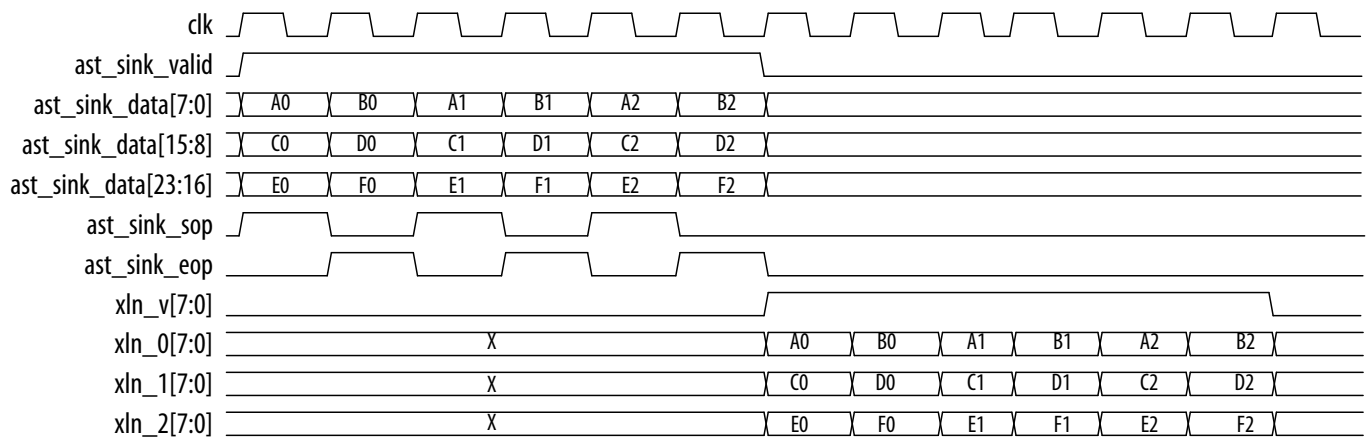 clk
ast_sink_valid
ast_sink_data[7:0] A0 B0 A1 B1 A2 B2
ast_sink_data[15:8] C0 D0 C1 D1 C2 D2
ast_sink_data[23:16] E0 F0 E1 F1 E2 F2
ast_sink_sop
ast_sink_eop
xln_v[7:0]
xln_0[7:0] X A0 B0 A1 B1 A2 B2
xln_1[7:0] X C0 D0 C1 D1 C2 D2
xln_2[7:0] X E0 F0 E1 F1 E2 F2